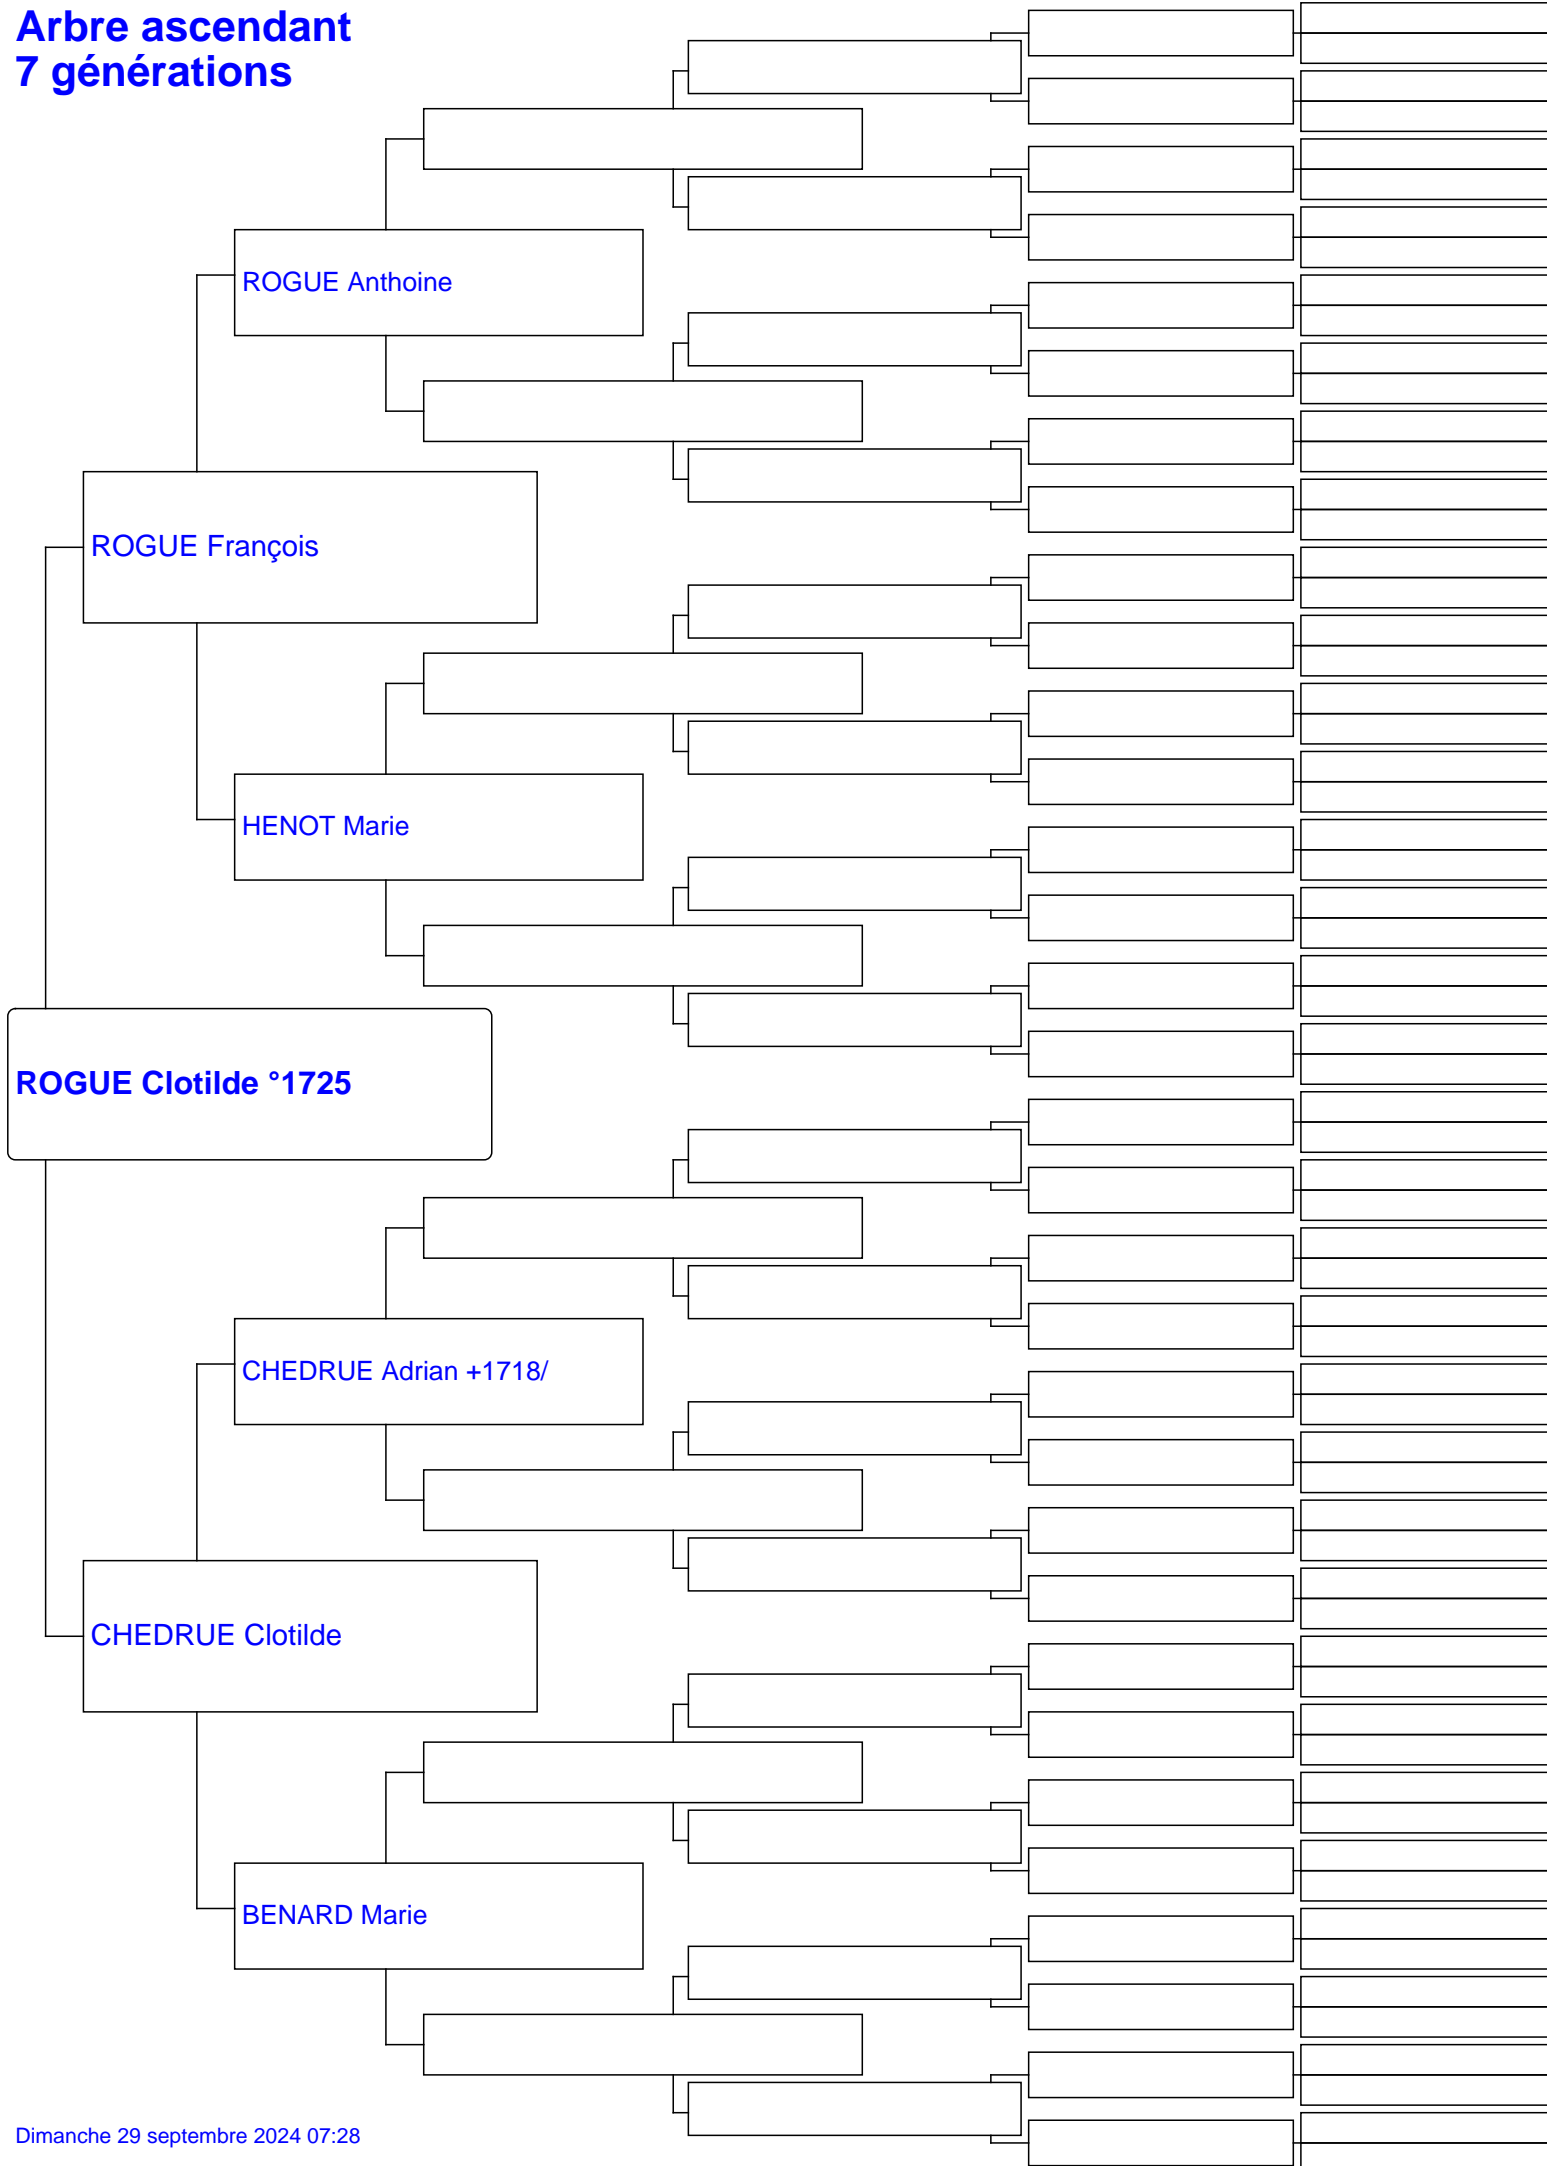 Arbre ascendant
7 générations
ROGUE Anthoine
ROGUE François
HENOT Marie
ROGUE Clotilde °1725
CHEDRUE Adrian +1718/
CHEDRUE Clotilde
BENARD Marie
Dimanche 29 septembre 2024 07:28